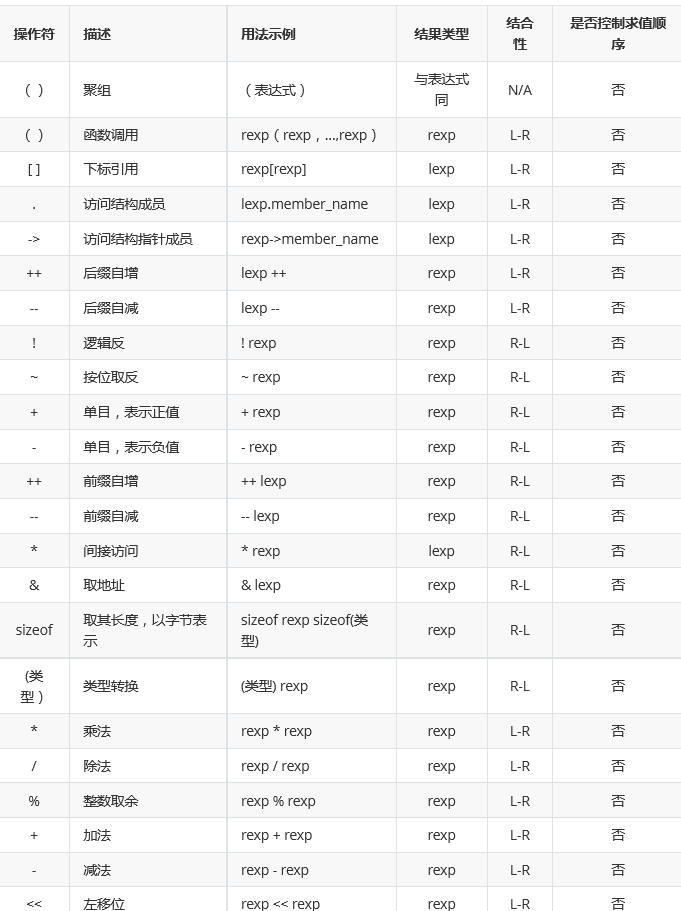 操作符 描述 用法示例 结果类型 结合性 是否控制求值顺序
( ) 聚组 （表达式） 与表达式同 N/A 否
( ) 函数调用 rexp（rexp，...,rexp） rexp L-R 否
[ ] 下标引用 rexp[rexp] lexp L-R 否
. 访问结构成员 lexp.member_name lexp L-R 否
-> 访问结构指针成员 rexp->member_name lexp L-R 否
++ 后缀自增 lexp ++ rexp L-R 否
-- 后缀自减 lexp -- rexp L-R 否
! 逻辑反 ! rexp rexp R-L 否
~ 按位取反 ~ rexp rexp R-L 否
+ 单目，表示正值 + rexp rexp R-L 否
- 单目，表示负值 - rexp rexp R-L 否
++ 前缀自增 ++ lexp rexp R-L 否
-- 前缀自减 -- lexp rexp R-L 否
* 间接访问 * rexp lexp R-L 否
& 取地址 & lexp rexp R-L 否
sizeof 取其长度，以字节表示 sizeof rexp sizeof(类型) rexp R-L 否
(类型） 类型转换 (类型) rexp rexp R-L 否
* 乘法 rexp * rexp rexp L-R 否
/ 除法 rexp / rexp rexp L-R 否
% 整数取余 rexp % rexp rexp L-R 否
+ 加法 rexp + rexp rexp L-R 否
- 减法 rexp - rexp rexp L-R 否
<< 左移位 rexp << rexp rexp L-R 否